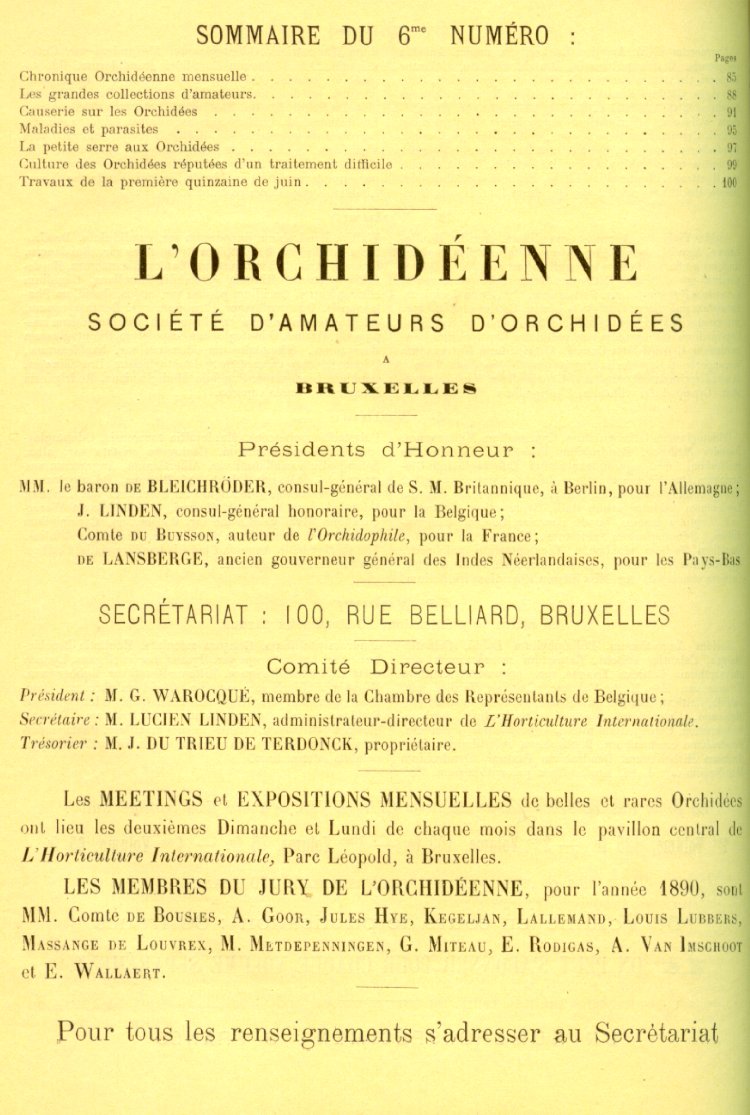 SOMMAIRE DU 6me NUMÉRO :
Pages
Chronique Orchidéenne mensuelle . . . . . . . . . . . . . . . . . . . . . . . . 85
Les grandes collections d'amateurs. . . . . . . . . . . . . . . . . . . . . . . . 88
Causerie sur les Orchidées . . . . . . . . . . . . . . . . . . . . . . . . 91
Maladies et parasites . . . . . . . . . . . . . . . . . . . . . . . . 95
La petite serre aux Orchidées . . . . . . . . . . . . . . . . . . . . . . . . 97
Culture des Orchidées réputées d'un traitement difficile . . . . . . . . . . . . . . . . 99
Travaux de la première quinzaine de juin . . . . . . . . . . . . . . . . . . . . 100
L'ORCHIDÉENNE
SOCIÉTÉ D'AMATEURS D'ORCHIDÉES
A
BRUXELLES
Présidents d'Honneur :
MM. le baron DE BLEICHRÖDER, consul-général de S. M. Britannique, à Berlin, pour l'Allemagne ;
J. LINDEN, consul-général honoraire, pour la Belgique ;
Comte DU BUYSSON, auteur de l'Orchidophile, pour la France ;
DE LANSBERGE, ancien gouverneur général des Indes Néerlandaises, pour les Pays-Bas
SECRÉTARIAT : 100, RUE BELLIARD, BRUXELLES
Comité Directeur :
Président : M. G. WAROCQUÉ, membre de la Chambre des Représentants de Belgique ;
Secrétaire : M. LUCIEN LINDEN, administrateur-directeur de L'Horticulture Internationale.
Trésorier : M. J. DU TRIEU DE TERDONCK, propriétaire.
Les MEETINGS et EXPOSITIONS MENSUELLES de belles et rares Orchidées
ont lieu les deuxièmes Dimanche et Lundi de chaque mois dans le pavillon central de
L'Horticulture Internationale, Parc Léopold, à Bruxelles.
LES MEMBRES DU JURY DE L'ORCHIDÉENNE, pour l'année 1890, sont
MM. Comte DE BOUSIES, A. GOOR, JULES HYE, KEGELJAN, LALLEMAND, LOUIS LUBBERS,
MASSANGE DE LOUVREX, M. METDEPENNINGEN, G. MITEAU, E. RODIGAS, A. VAN IMSCHOOT
et E. WALLAERT.
Pour tous les renseignements s'adresser au Secrétariat